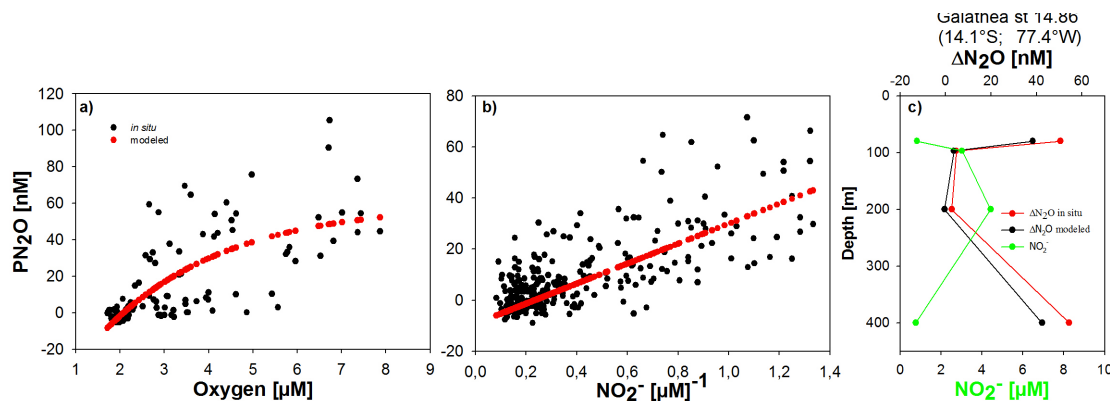 Galathea st 14.86
(14.1°S; 77.4°W)
ΔN2O [nM]
-20 0 20 40 60
a)
in situ
modeled
PN2O [nM]
120
100
80
60
40
20
0
-20
1 2 3 4 5 6 7 8 9
Oxygen [µM]
b)
80
60
40
20
0
-20
0,0 0,2 0,4 0,6 0,8 1,0 1,2 1,4
NO2- [µM]-1
c)
Depth [m]
0
100
200
300
400
ΔN2O in situ
ΔN2O modeled
NO2-
0 2 4 6 8 10
NO2- [µM]